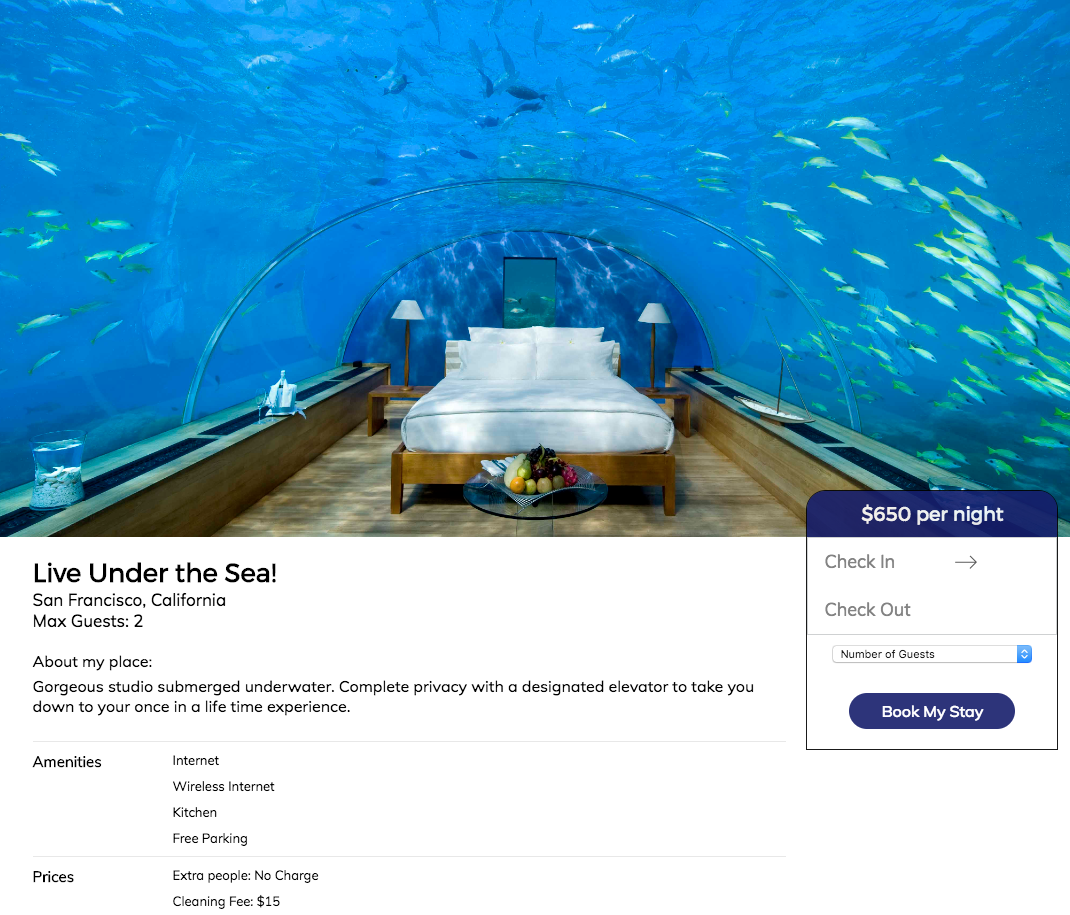 $650 per night
Check In
Check Out
Number of Guests
Book My Stay
Live Under the Sea!
San Francisco, California
Max Guests: 2
About my place:
Gorgeous studio submerged underwater. Complete privacy with a designated elevator to take you
down to your once in a life time experience.
Amenities
Internet
Wireless Internet
Kitchen
Free Parking
Prices
Extra people: No Charge
Cleaning Fee: $15